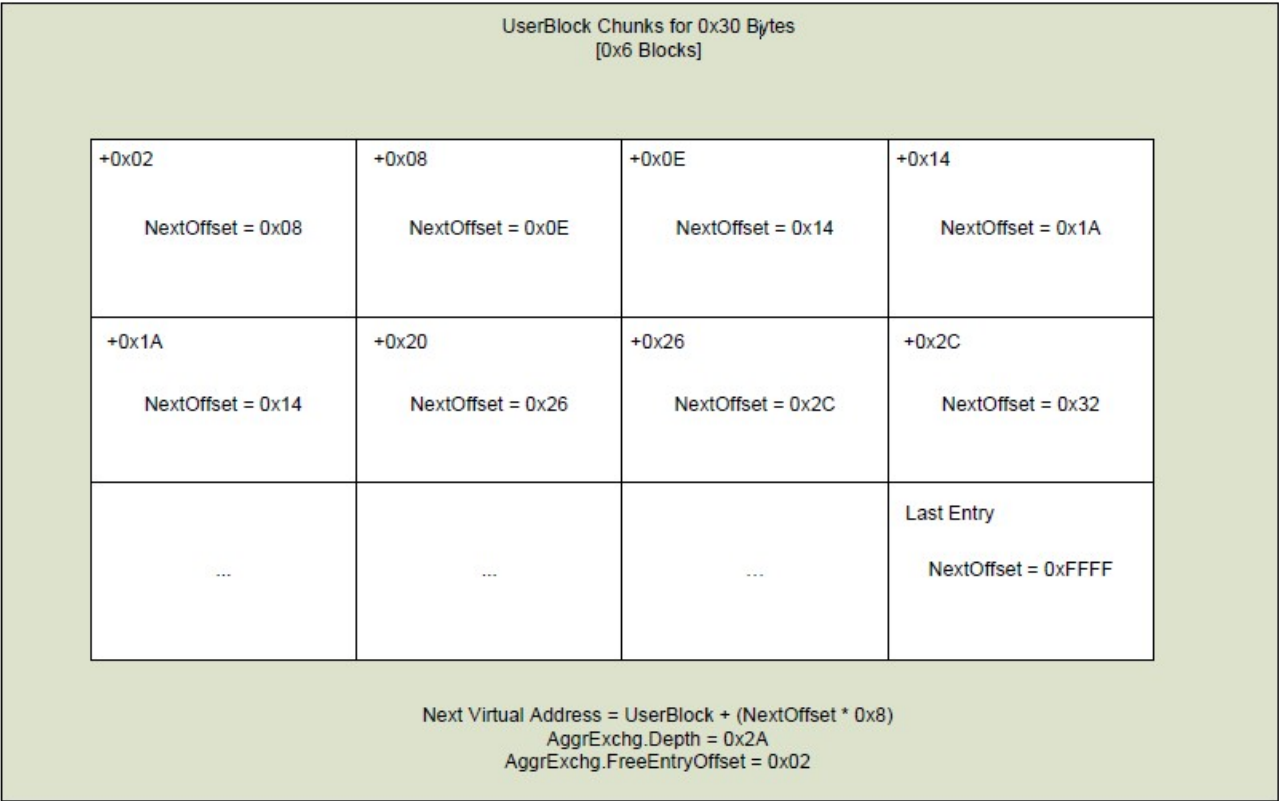 UserBlock Chunks for 0x30 Bytes
[0x6 Blocks]
+0x02
NextOffset = 0x08
+0x08
NextOffset = 0x0E
+0x0E
NextOffset = 0x14
+0x14
NextOffset = 0x1A
+0x1A
NextOffset = 0x14
+0x20
NextOffset = 0x26
+0x26
NextOffset = 0x2C
+0x2C
NextOffset = 0x32
...
...
...
Last Entry
NextOffset = 0xFFFF
Next Virtual Address = UserBlock + (NextOffset * 0x8)
AggrExchg.Depth = 0x2A
AggrExchg.FreeEntryOffset = 0x02